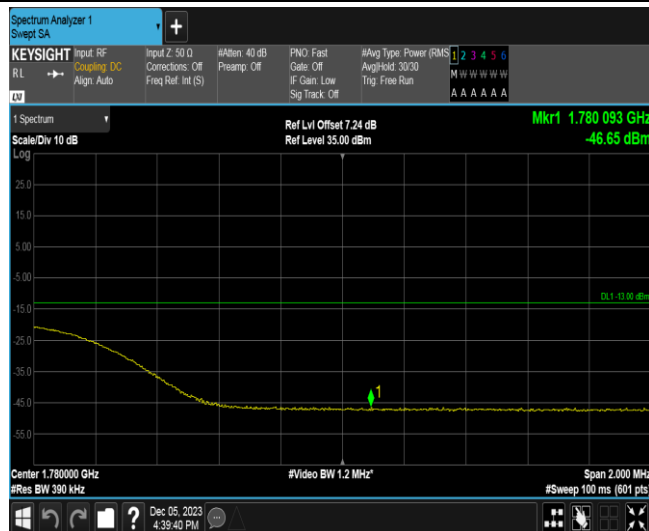 Spectrum Analyzer 1
Swept SA
+
KEYSIGHT
RL
LXI
Input: RF
Coupling: DC
Align: Auto
Input Z: 50 Ω
Corrections: Off
Freq Ref: Int (S)
#Atten: 40 dB
Preamp: Off
PNO: Fast
Gate: Off
IF Gain: Low
Sig Track: Off
#Avg Type: Power (RMS
Avg|Hold: 30/30
Trig: Free Run
1 2 3 4 5 6
M W W W W W
A A A A A A
1 Spectrum
Scale/Div 10 dB
Log
Ref Lvl Offset 7.24 dB
Ref Level 35.00 dBm
Mkr1 1.780 093 GHz
-46.65 dBm
25.0
15.0
5.00
-5.00
-15.0
-25.0
-35.0
-45.0
-55.0
DL1 -13.00 dBm
1
Center 1.780000 GHz
#Res BW 390 kHz
#Video BW 1.2 MHz*
Span 2.000 MHz
#Sweep 100 ms (601 pts)
?
Dec 05, 2023
4:39:40 PM